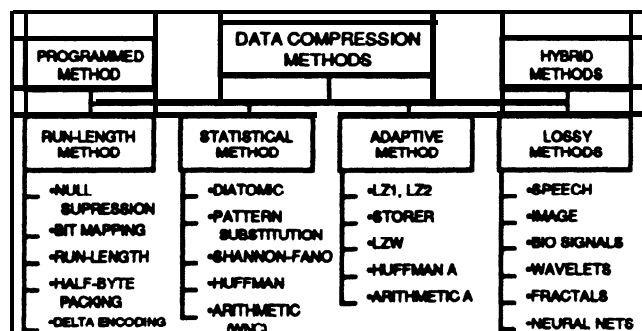 DATA COMPRESSION
METHODS
PROGRAMMED
METHOD
HYBRID
METHODS
RUN-LENGTH
METHOD
•NULL
SUPRESSION
•BIT MAPPING
•RUN-LENGTH
•HALF-BYTE
PACKING
•DELTA ENCODING
STATISTICAL
METHOD
•DIATOMIC
•PATTERN
SUBSTITUTION
•SHANNON-FANO
•HUFFMAN
•ARITHMETIC
(WNC)
ADAPTIVE
METHOD
•LZ1, LZ2
•STORER
•LZW
•HUFFMAN A
•ARITHMETIC A
LOSSY
METHODS
•SPEECH
•IMAGE
•BIO SIGNALS
•WAVELETS
•FRACTALS
•NEURAL NETS